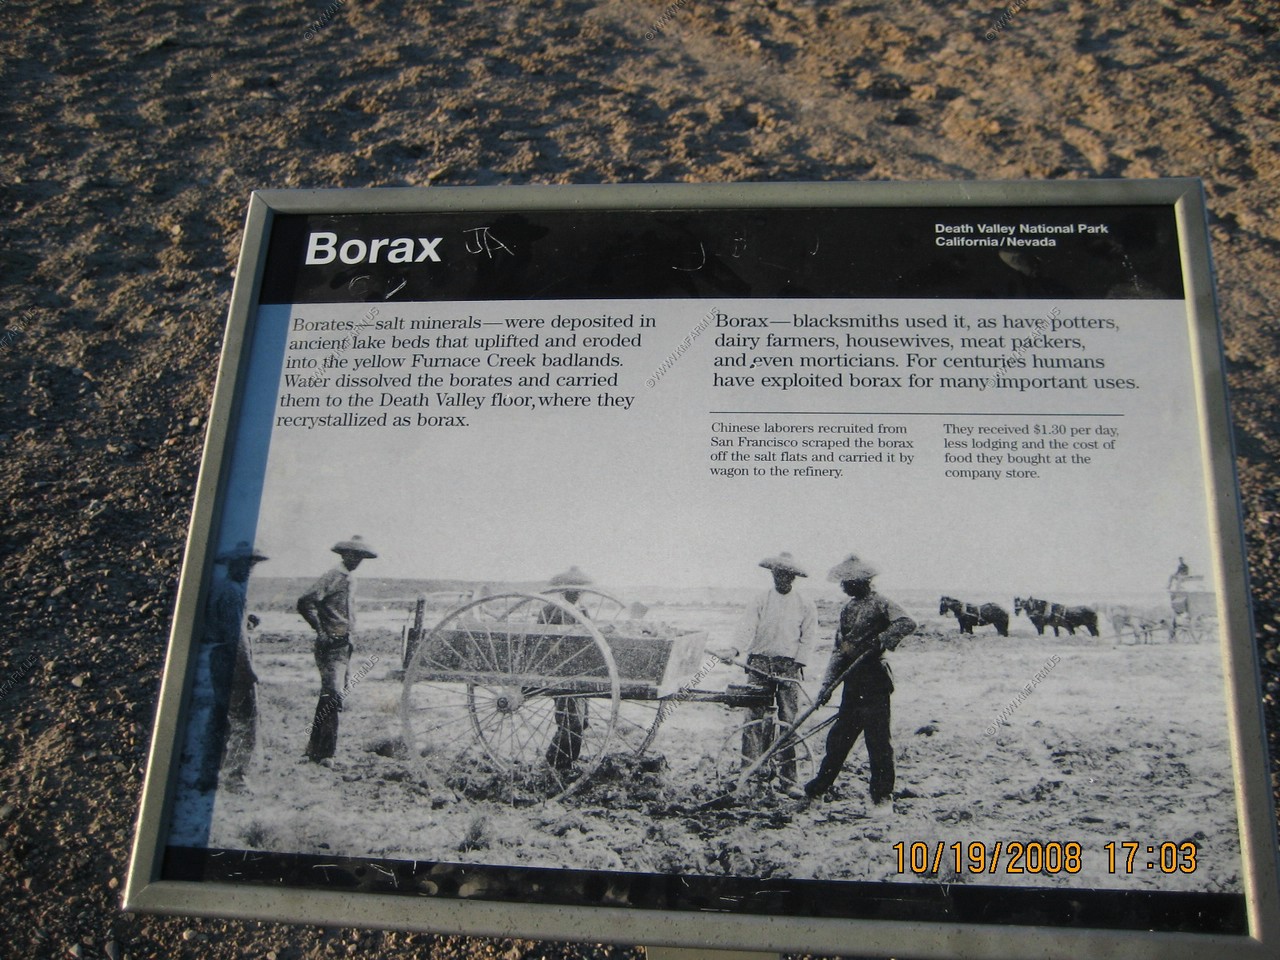 Borax JA
Death Valley National Park
California/Nevada
Borates—salt minerals—were deposited in
ancient lake beds that uplifted and eroded
into the yellow Furnace Creek badlands.
Water dissolved the borates and carried
them to the Death Valley floor, where they
recrystallized as borax.
Borax—blacksmiths used it, as have potters,
dairy farmers, housewives, meat packers,
and even morticians. For centuries humans
have exploited borax for many important uses.
Chinese laborers recruited from
San Francisco scraped the borax
off the salt flats and carried it by
wagon to the refinery.
They received $1.30 per day,
less lodging and the cost of
food they bought at the
company store.
10/19/2008 17:03